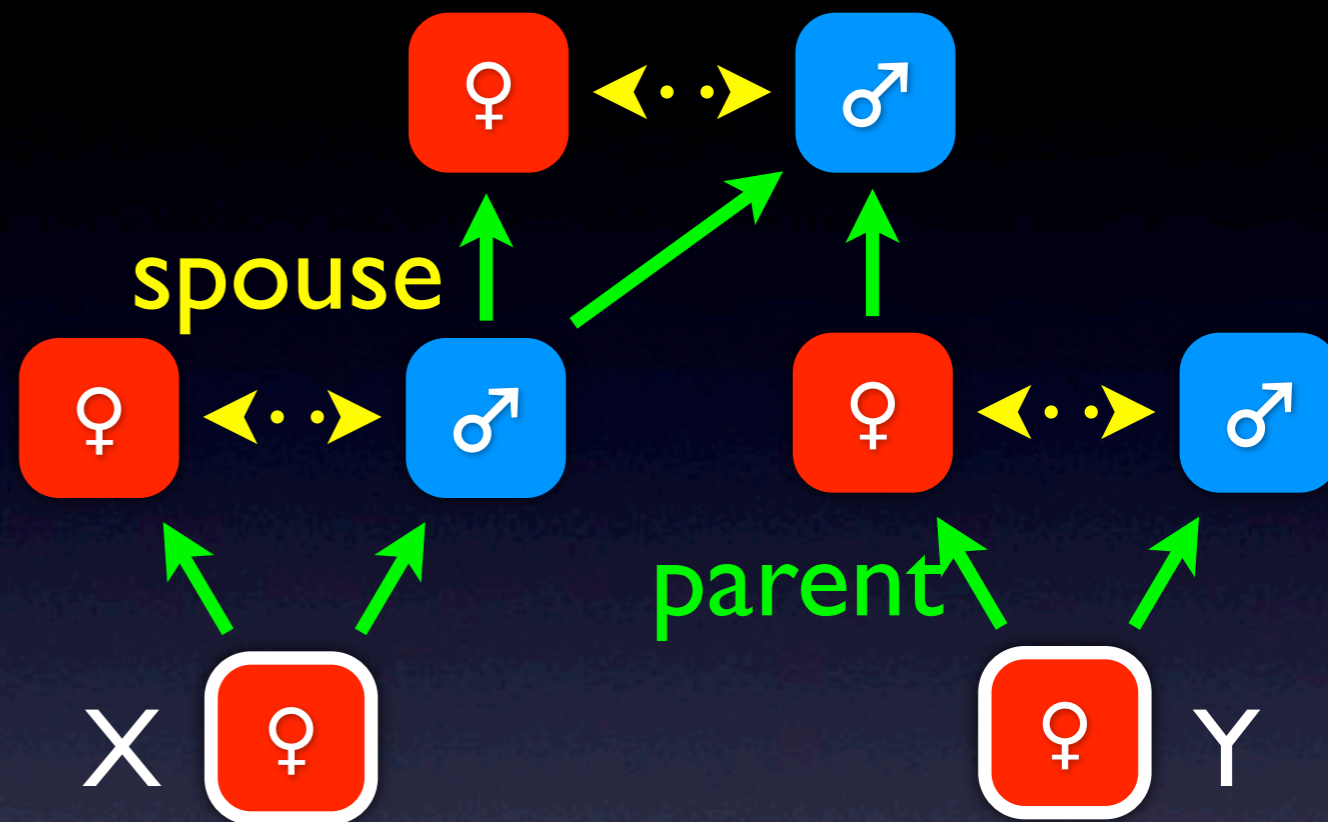 ♀ ♂
spouse
♀ ♂ ♀ ♂
parent
X ♀ ♀ Y